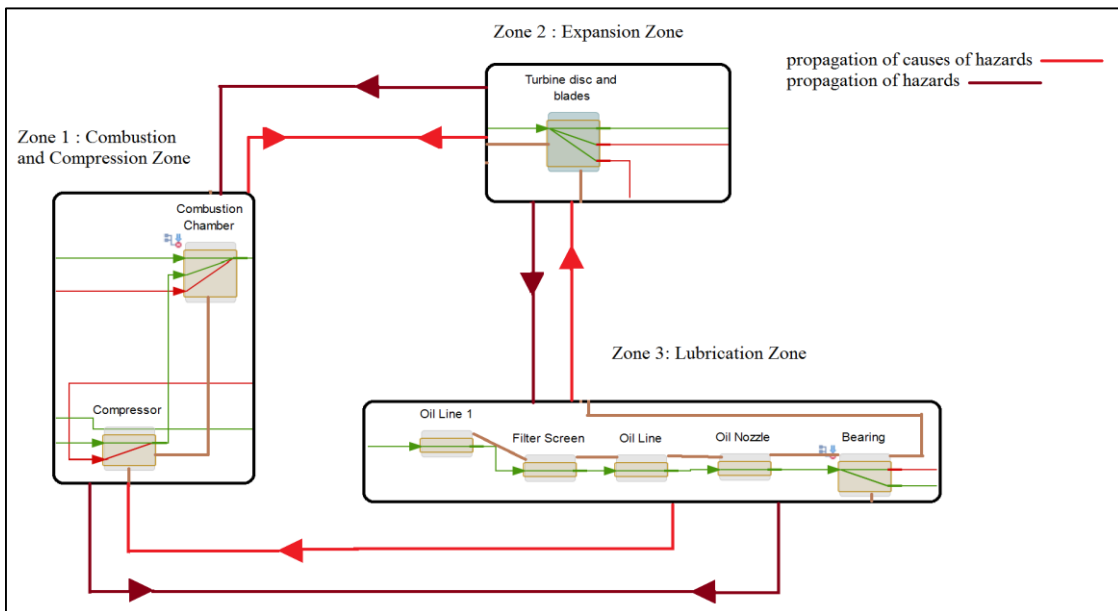 Zone 2 : Expansion Zone
propagation of causes of hazards
propagation of hazards
Turbine disc and
blades
Zone 1 : Combustion
and Compression Zone
Combustion
Chamber
Compressor
Zone 3: Lubrication Zone
Oil Line 1
Filter Screen
Oil Line
Oil Nozzle
Bearing